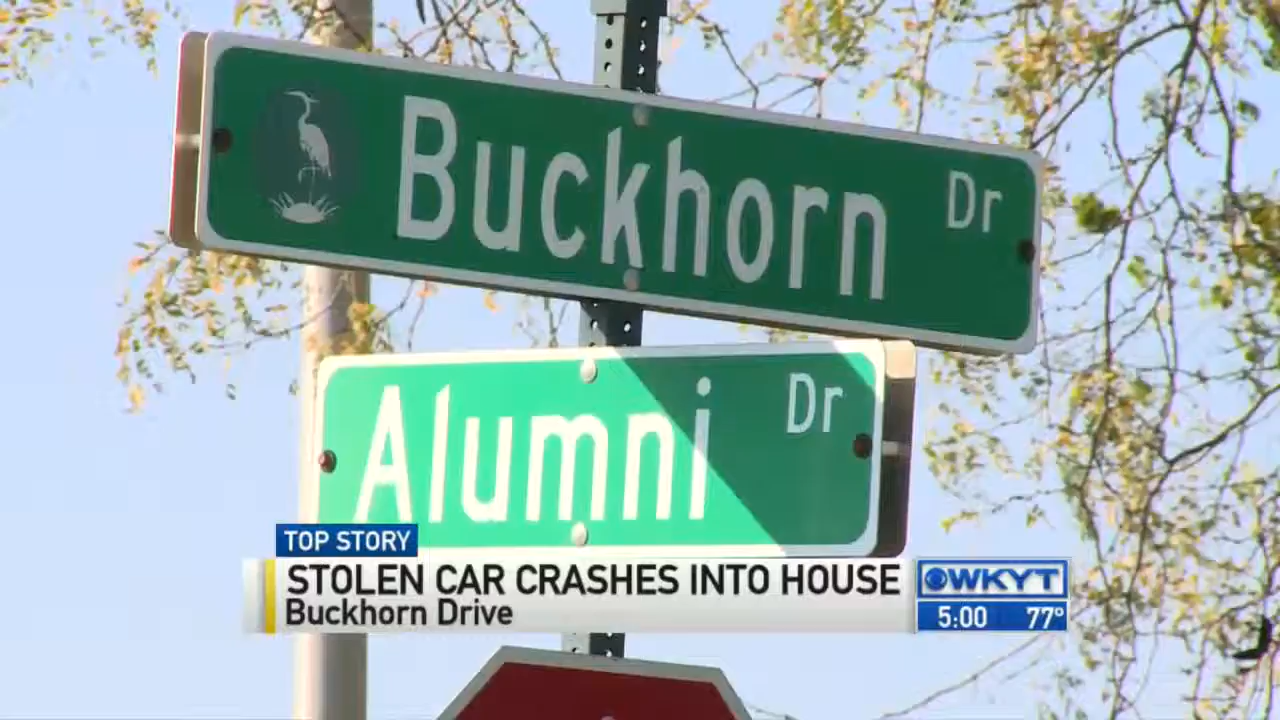 Buckhorn Dr
Alumni Dr
TOP STORY
STOLEN CAR CRASHES INTO HOUSE
Buckhorn Drive
WKYT
5:00 77°